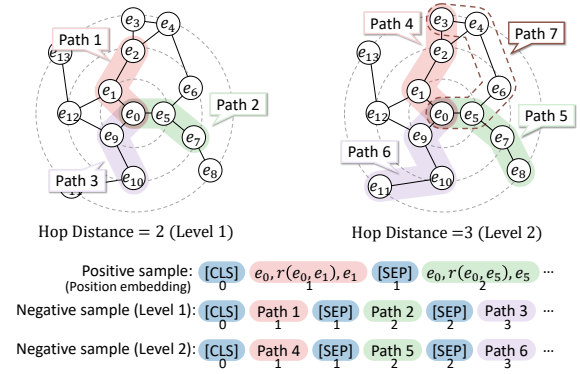 e3
e4
Path 1
e2
e13
e6
e1
Path 2
e12
e0
e5
e9
e7
Path 3
e8
e10
Hop Distance = 2 (Level 1)
e3
Path 4
e4
Path 7
e2
e13
e6
e1
e12
e0
e5
Path 5
e9
e7
Path 6
e8
e10
e11
Hop Distance =3 (Level 2)
Positive sample: [CLS] e0, r(e0, e1), e1 [SEP] e0, r(e0, e5), e5 ...
(Position embedding) 0 1 1 2
Negative sample (Level 1): [CLS] Path 1 [SEP] Path 2 [SEP] Path 3 ...
0 1 1 2 2 3
Negative sample (Level 2): [CLS] Path 4 [SEP] Path 5 [SEP] Path 6 ...
0 1 1 2 2 3